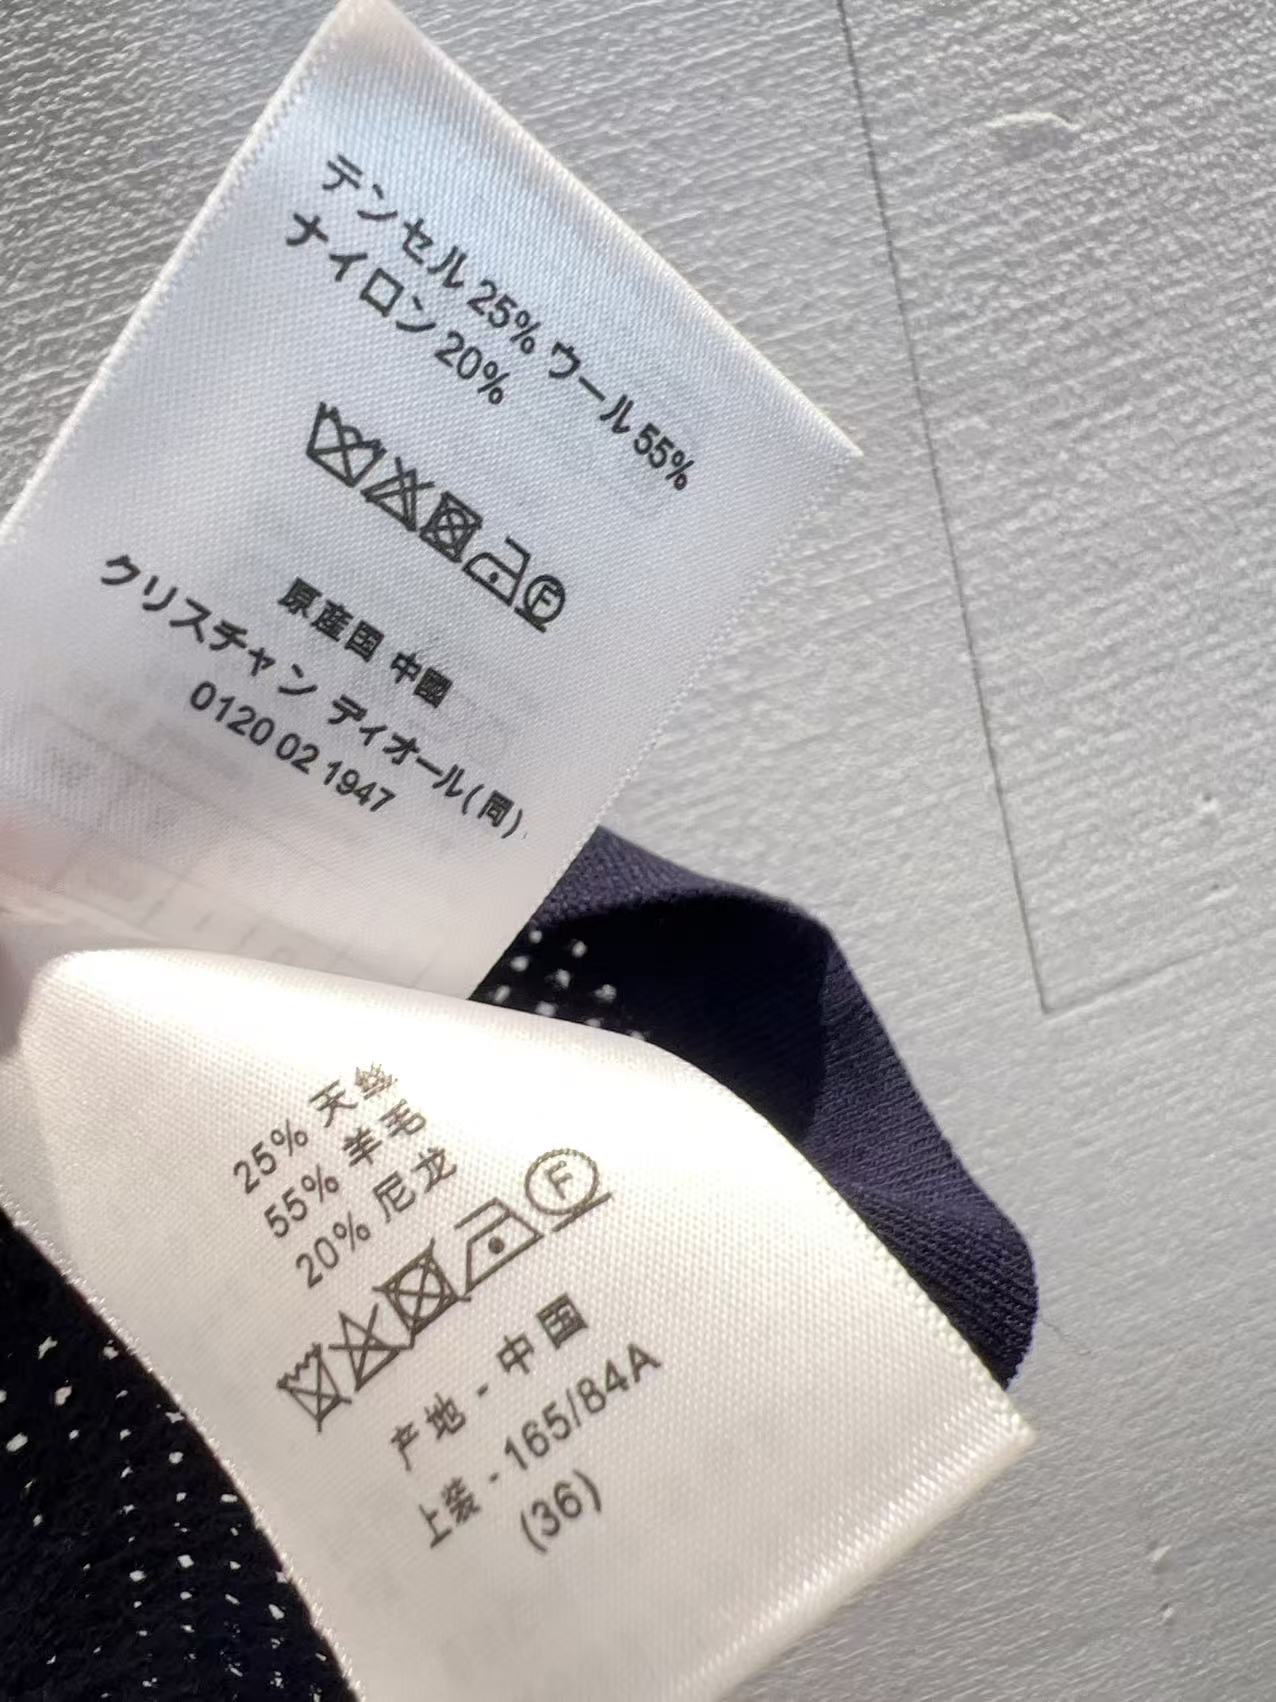 テンセル 25% ウール 55%
ナイロン 20%
F
原産国 中國
クリスチャン ディオール(同)
0120 02 1947
25% 天丝
55% 羊毛
20% 尼龙
F
产地 - 中国
上装 - 165/84A
(36)